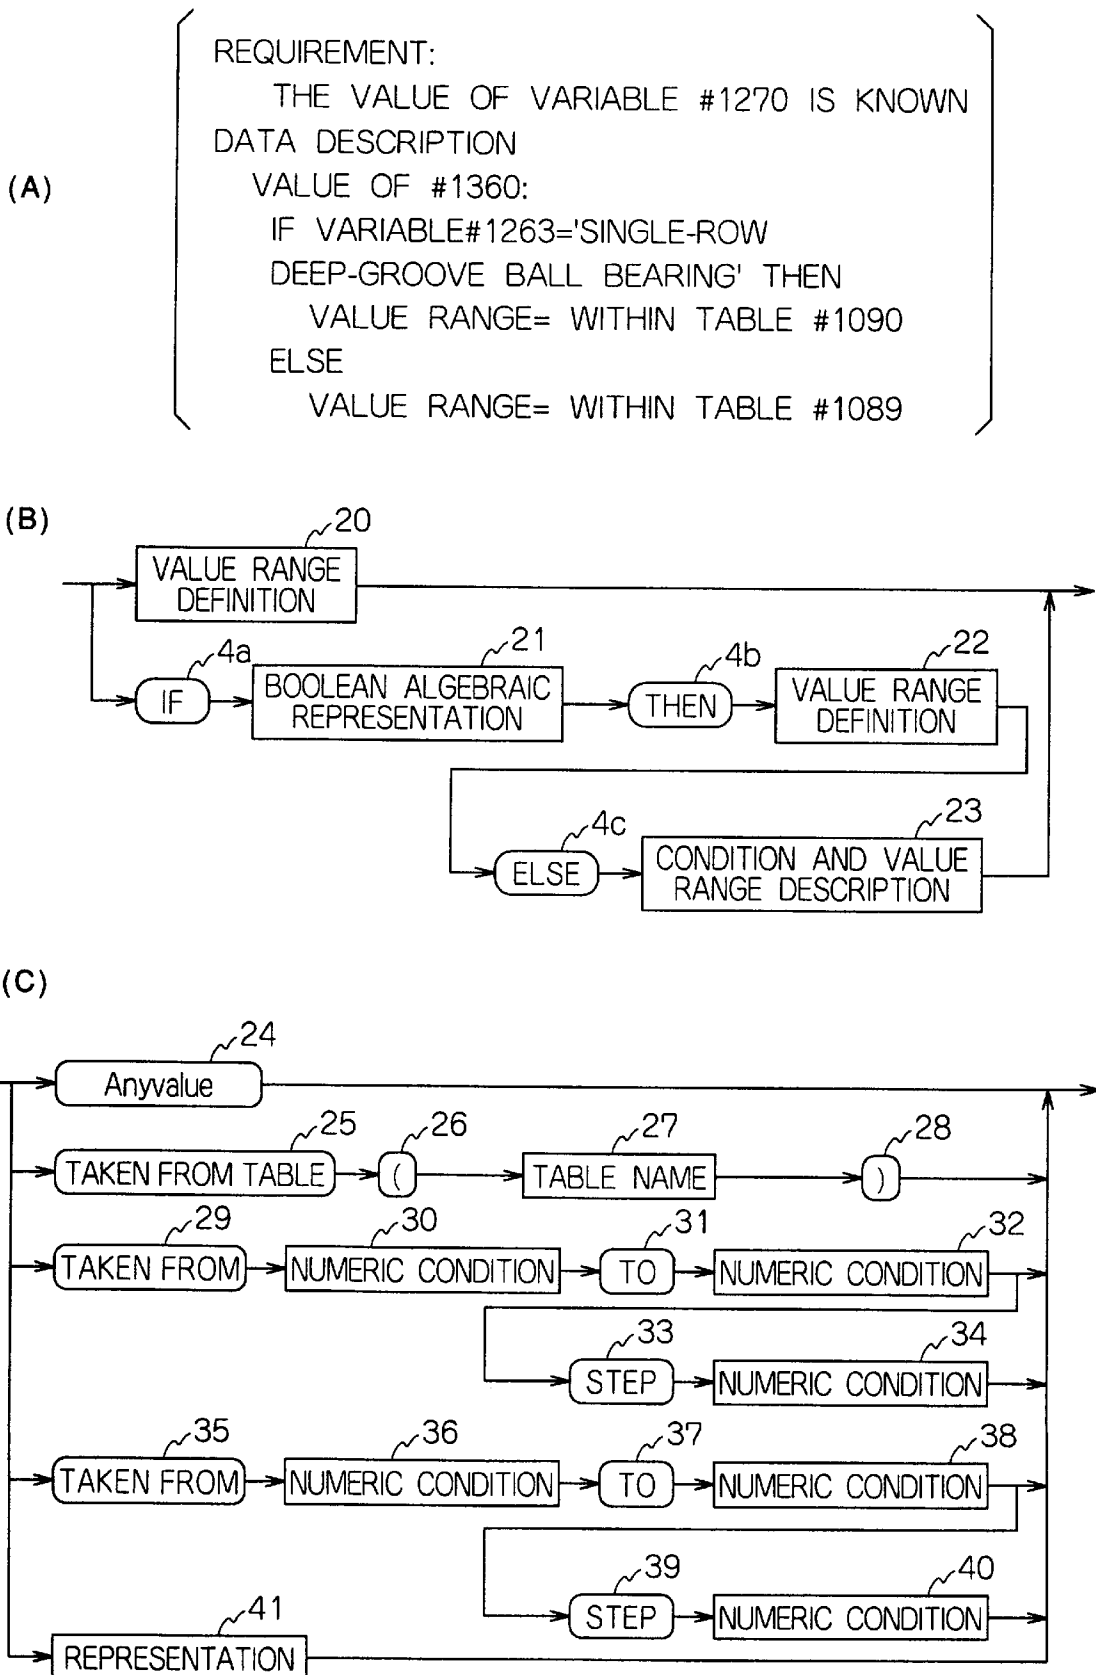 (A)
REQUIREMENT:
THE VALUE OF VARIABLE #1270 IS KNOWN
DATA DESCRIPTION
VALUE OF #1360:
IF VARIABLE#1263='SINGLE-ROW
DEEP-GROOVE BALL BEARING' THEN
VALUE RANGE= WITHIN TABLE #1090
ELSE
VALUE RANGE= WITHIN TABLE #1089
(B)
20
VALUE RANGE
DEFINITION
4a 21 4b 22
IF BOOLEAN ALGEBRAIC REPRESENTATION THEN VALUE RANGE DEFINITION
4c 23
ELSE CONDITION AND VALUE RANGE DESCRIPTION
(C)
24
Anyvalue
25 26 27 28
TAKEN FROM TABLE ( TABLE NAME )
29 30 31 32
TAKEN FROM NUMERIC CONDITION TO NUMERIC CONDITION
33 34
STEP NUMERIC CONDITION
35 36 37 38
TAKEN FROM NUMERIC CONDITION TO NUMERIC CONDITION
39 40
STEP NUMERIC CONDITION
41
REPRESENTATION